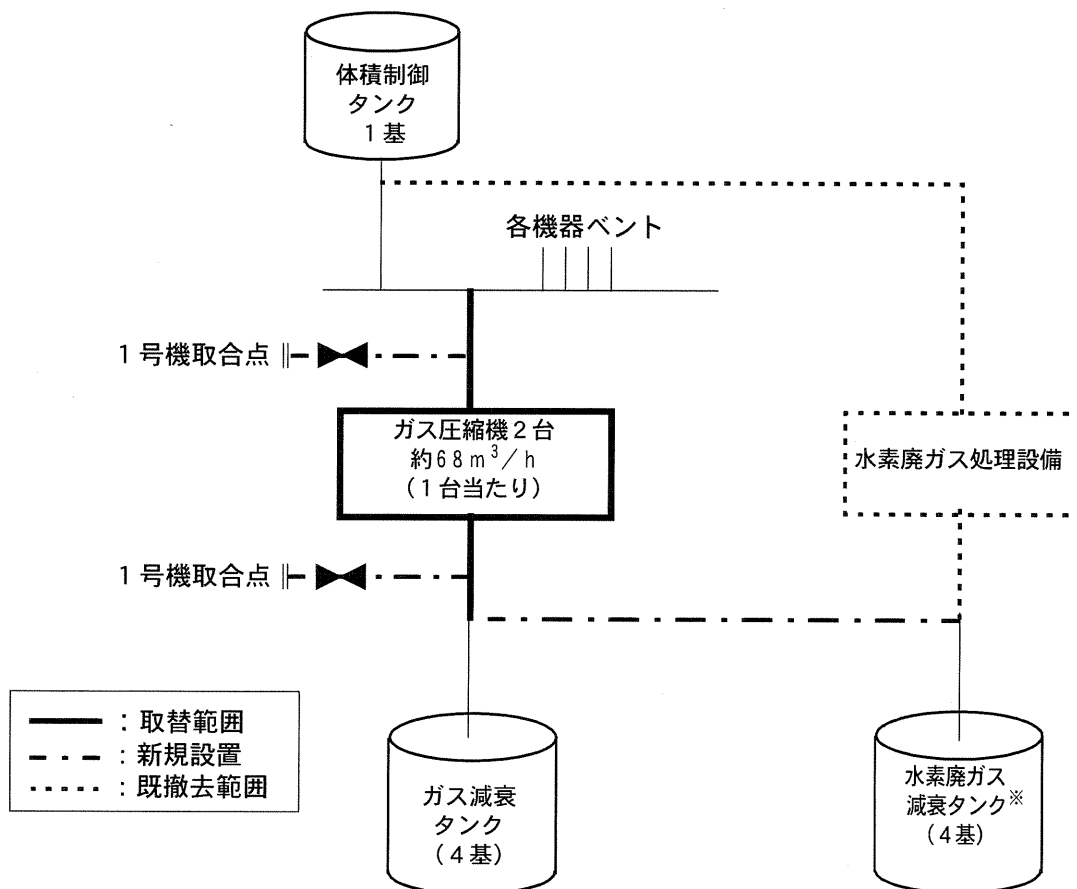 体積制御
タンク
1基
各機器ベント
1号機取合点
ガス圧縮機2台
約68m³/h
(1台当たり)
水素廃ガス処理設備
1号機取合点
:取替範囲
:新規設置
:既撤去範囲
ガス減衰
タンク
(4基)
水素廃ガス
減衰タンク※
(4基)